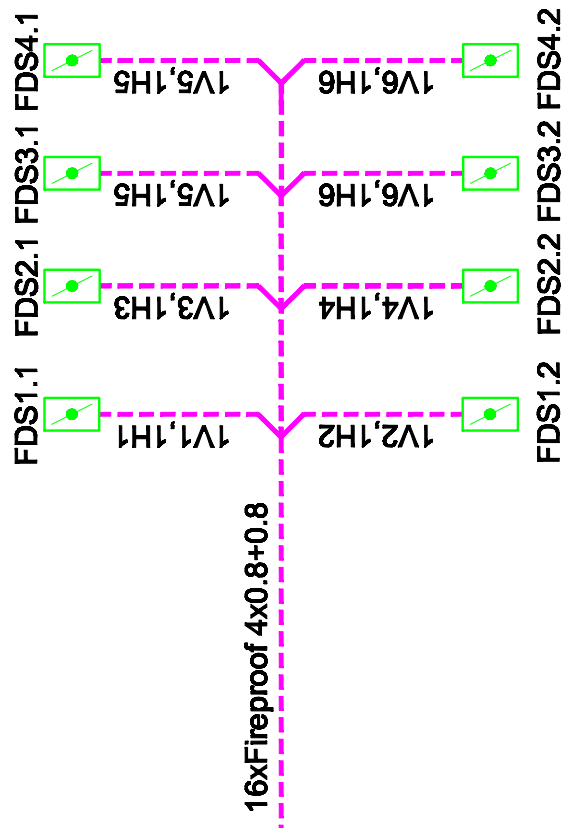 FDS4.1
1V5,1H5
1V6,1H6
FDS4.2
FDS3.1
1V5,1H5
1V6,1H6
FDS3.2
FDS2.1
1V3,1H3
1V4,1H4
FDS2.2
FDS1.1
1V1,1H1
1V2,1H2
FDS1.2
16xFireproof 4x0.8+0.8